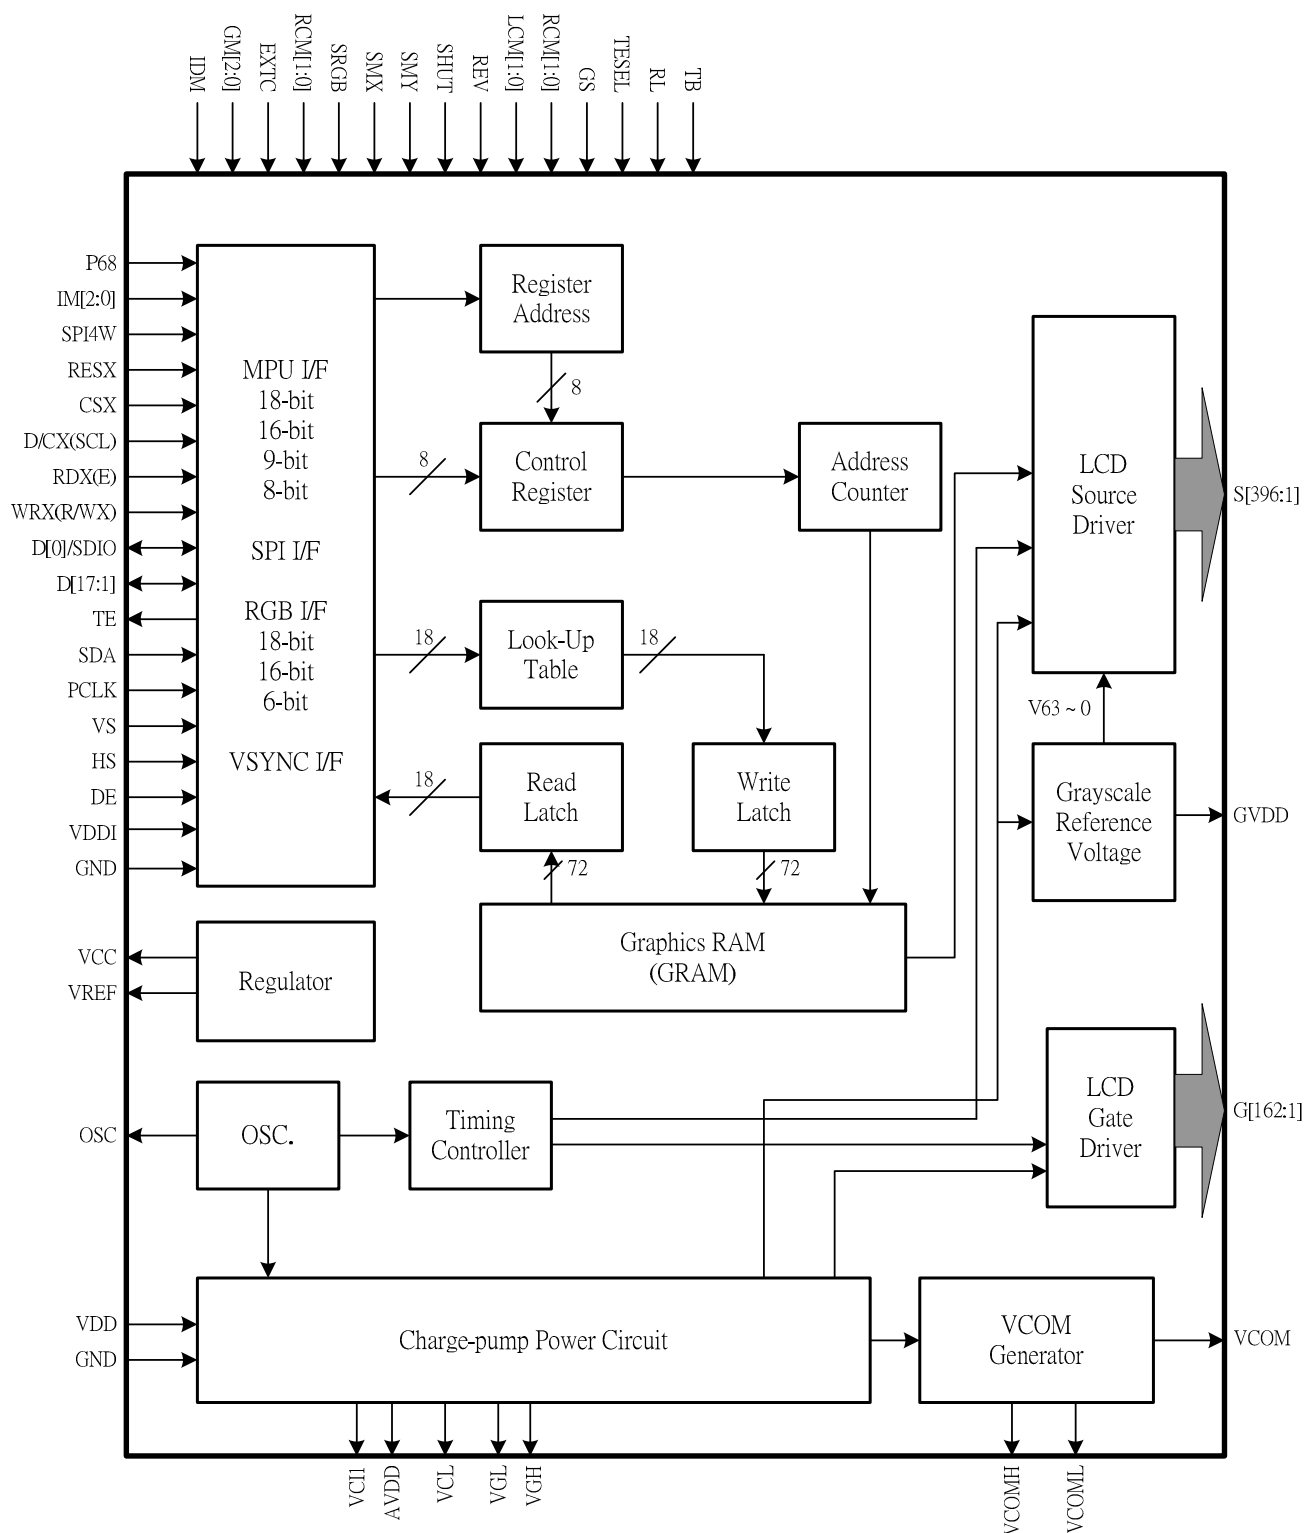 IDM
GM[2:0]
EXTC
RCM[1:0]
SRGB
SMX
SMY
SHUT
REV
LCM[1:0]
RCM[1:0]
GS
TESEL
RL
TB
P68
IM[2:0]
SPI4W
RESX
CSX
D/CX(SCL)
RDX(E)
WRX(R/WX)
D[0]/SDIO
D[17:1]
TE
SDA
PCLK
VS
HS
DE
VDDI
GND
VCC
VREF
OSC
VDD
GND
MPU I/F
18-bit
16-bit
9-bit
8-bit
SPI I/F
RGB I/F
18-bit
16-bit
6-bit
VSYNC I/F
Register
Address
8
8
Control
Register
Address
Counter
18
Look-Up
Table
18
18
Read
Latch
Write
Latch
72
72
Graphics RAM
(GRAM)
LCD
Source
Driver
S[396:1]
V63 ~ 0
Grayscale
Reference
Voltage
GVDD
Regulator
OSC.
Timing
Controller
LCD
Gate
Driver
G[162:1]
Charge-pump Power Circuit
VCOM
Generator
VCOM
VCI1
AVDD
VCL
VGL
VGH
VCOMH
VCOML